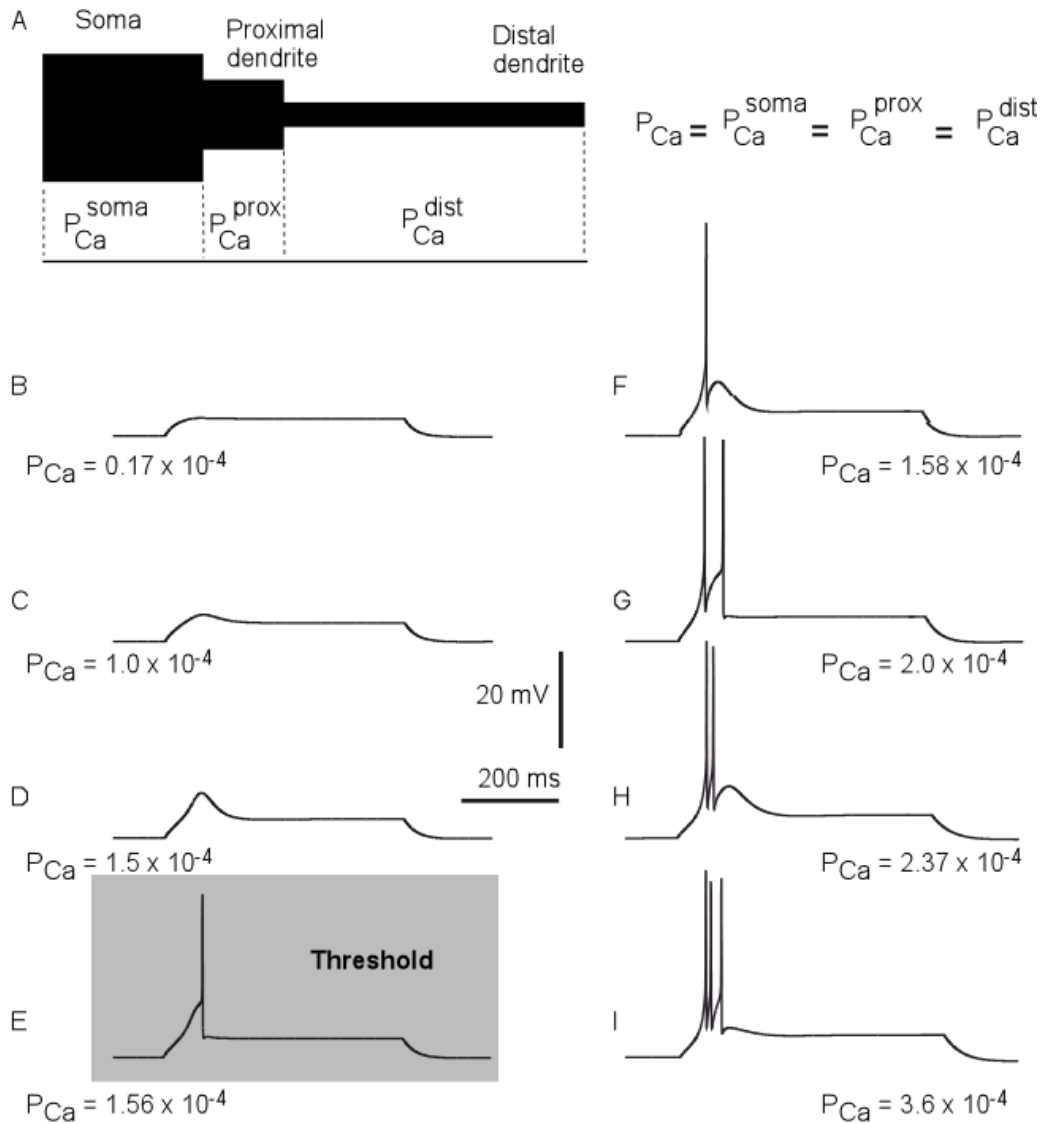 A
Soma
Proximal
dendrite
Distal
dendrite
P_Ca^soma P_Ca^prox P_Ca^dist
P_Ca = P_Ca^soma = P_Ca^prox = P_Ca^dist
B
P_Ca = 0.17 x 10^-4
C
P_Ca = 1.0 x 10^-4
20 mV
200 ms
D
P_Ca = 1.5 x 10^-4
Threshold
E
P_Ca = 1.56 x 10^-4
F
P_Ca = 1.58 x 10^-4
G
P_Ca = 2.0 x 10^-4
H
P_Ca = 2.37 x 10^-4
I
P_Ca = 3.6 x 10^-4